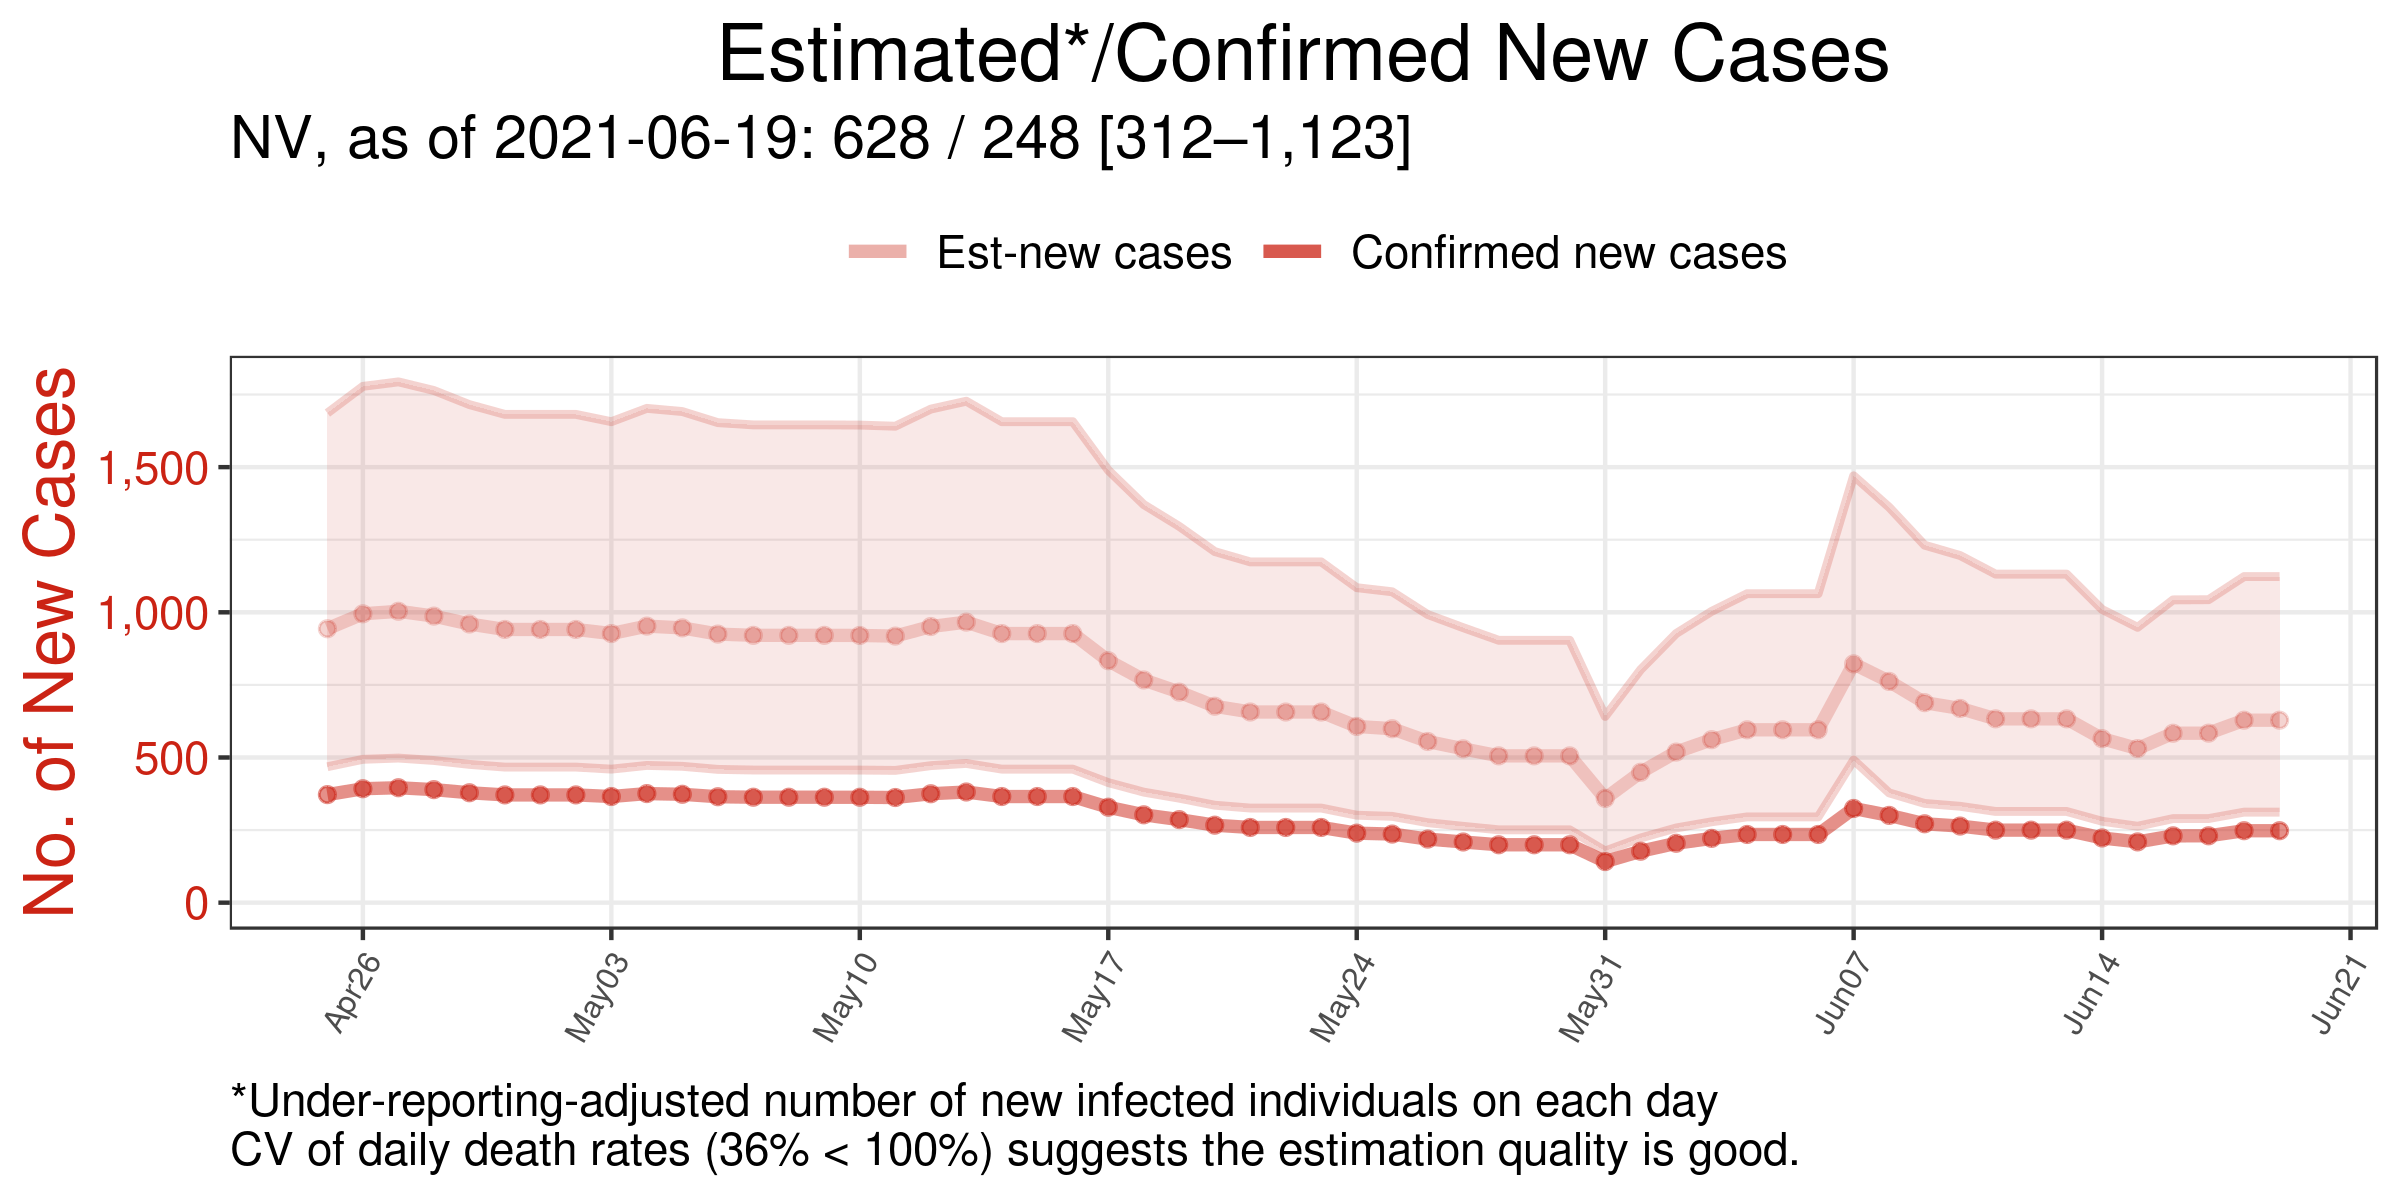 Estimated*/Confirmed New Cases
NV, as of 2021-06-19: 628 / 248 [312–1,123]
Est-new cases Confirmed new cases
No. of New Cases
1,500
1,000
500
0
Apr26 May03 May10 May17 May24 May31 Jun07 Jun14 Jun21
*Under-reporting-adjusted number of new infected individuals on each day
CV of daily death rates (36% < 100%) suggests the estimation quality is good.